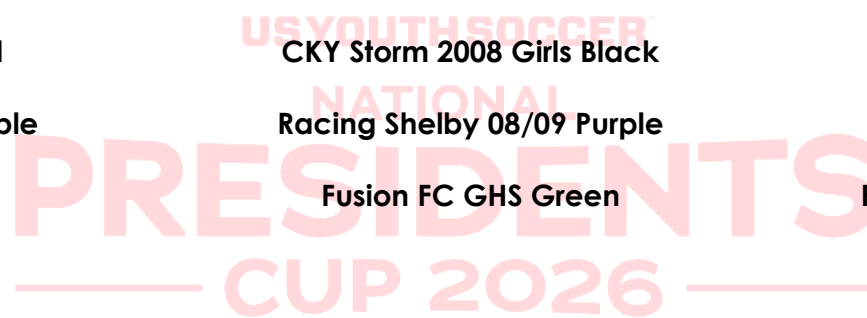 US YOUTH SOCCER
CKY Storm 2008 Girls Black
NATIONAL
Racing Shelby 08/09 Purple
PRESIDENTS
Fusion FC GHS Green
CUP 2026